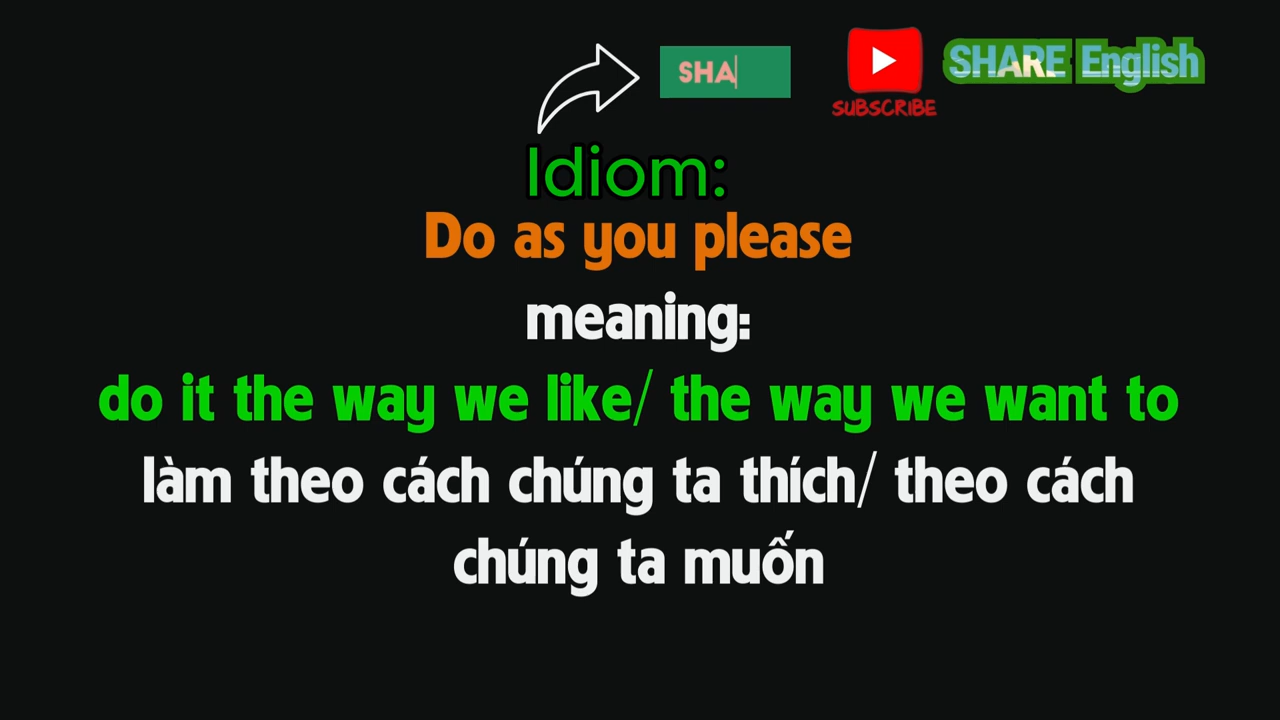 SHA
SUBSCRIBE
SHARE English
Idiom:
Do as you please
meaning:
do it the way we like/ the way we want to
làm theo cách chúng ta thích/ theo cách
chúng ta muốn